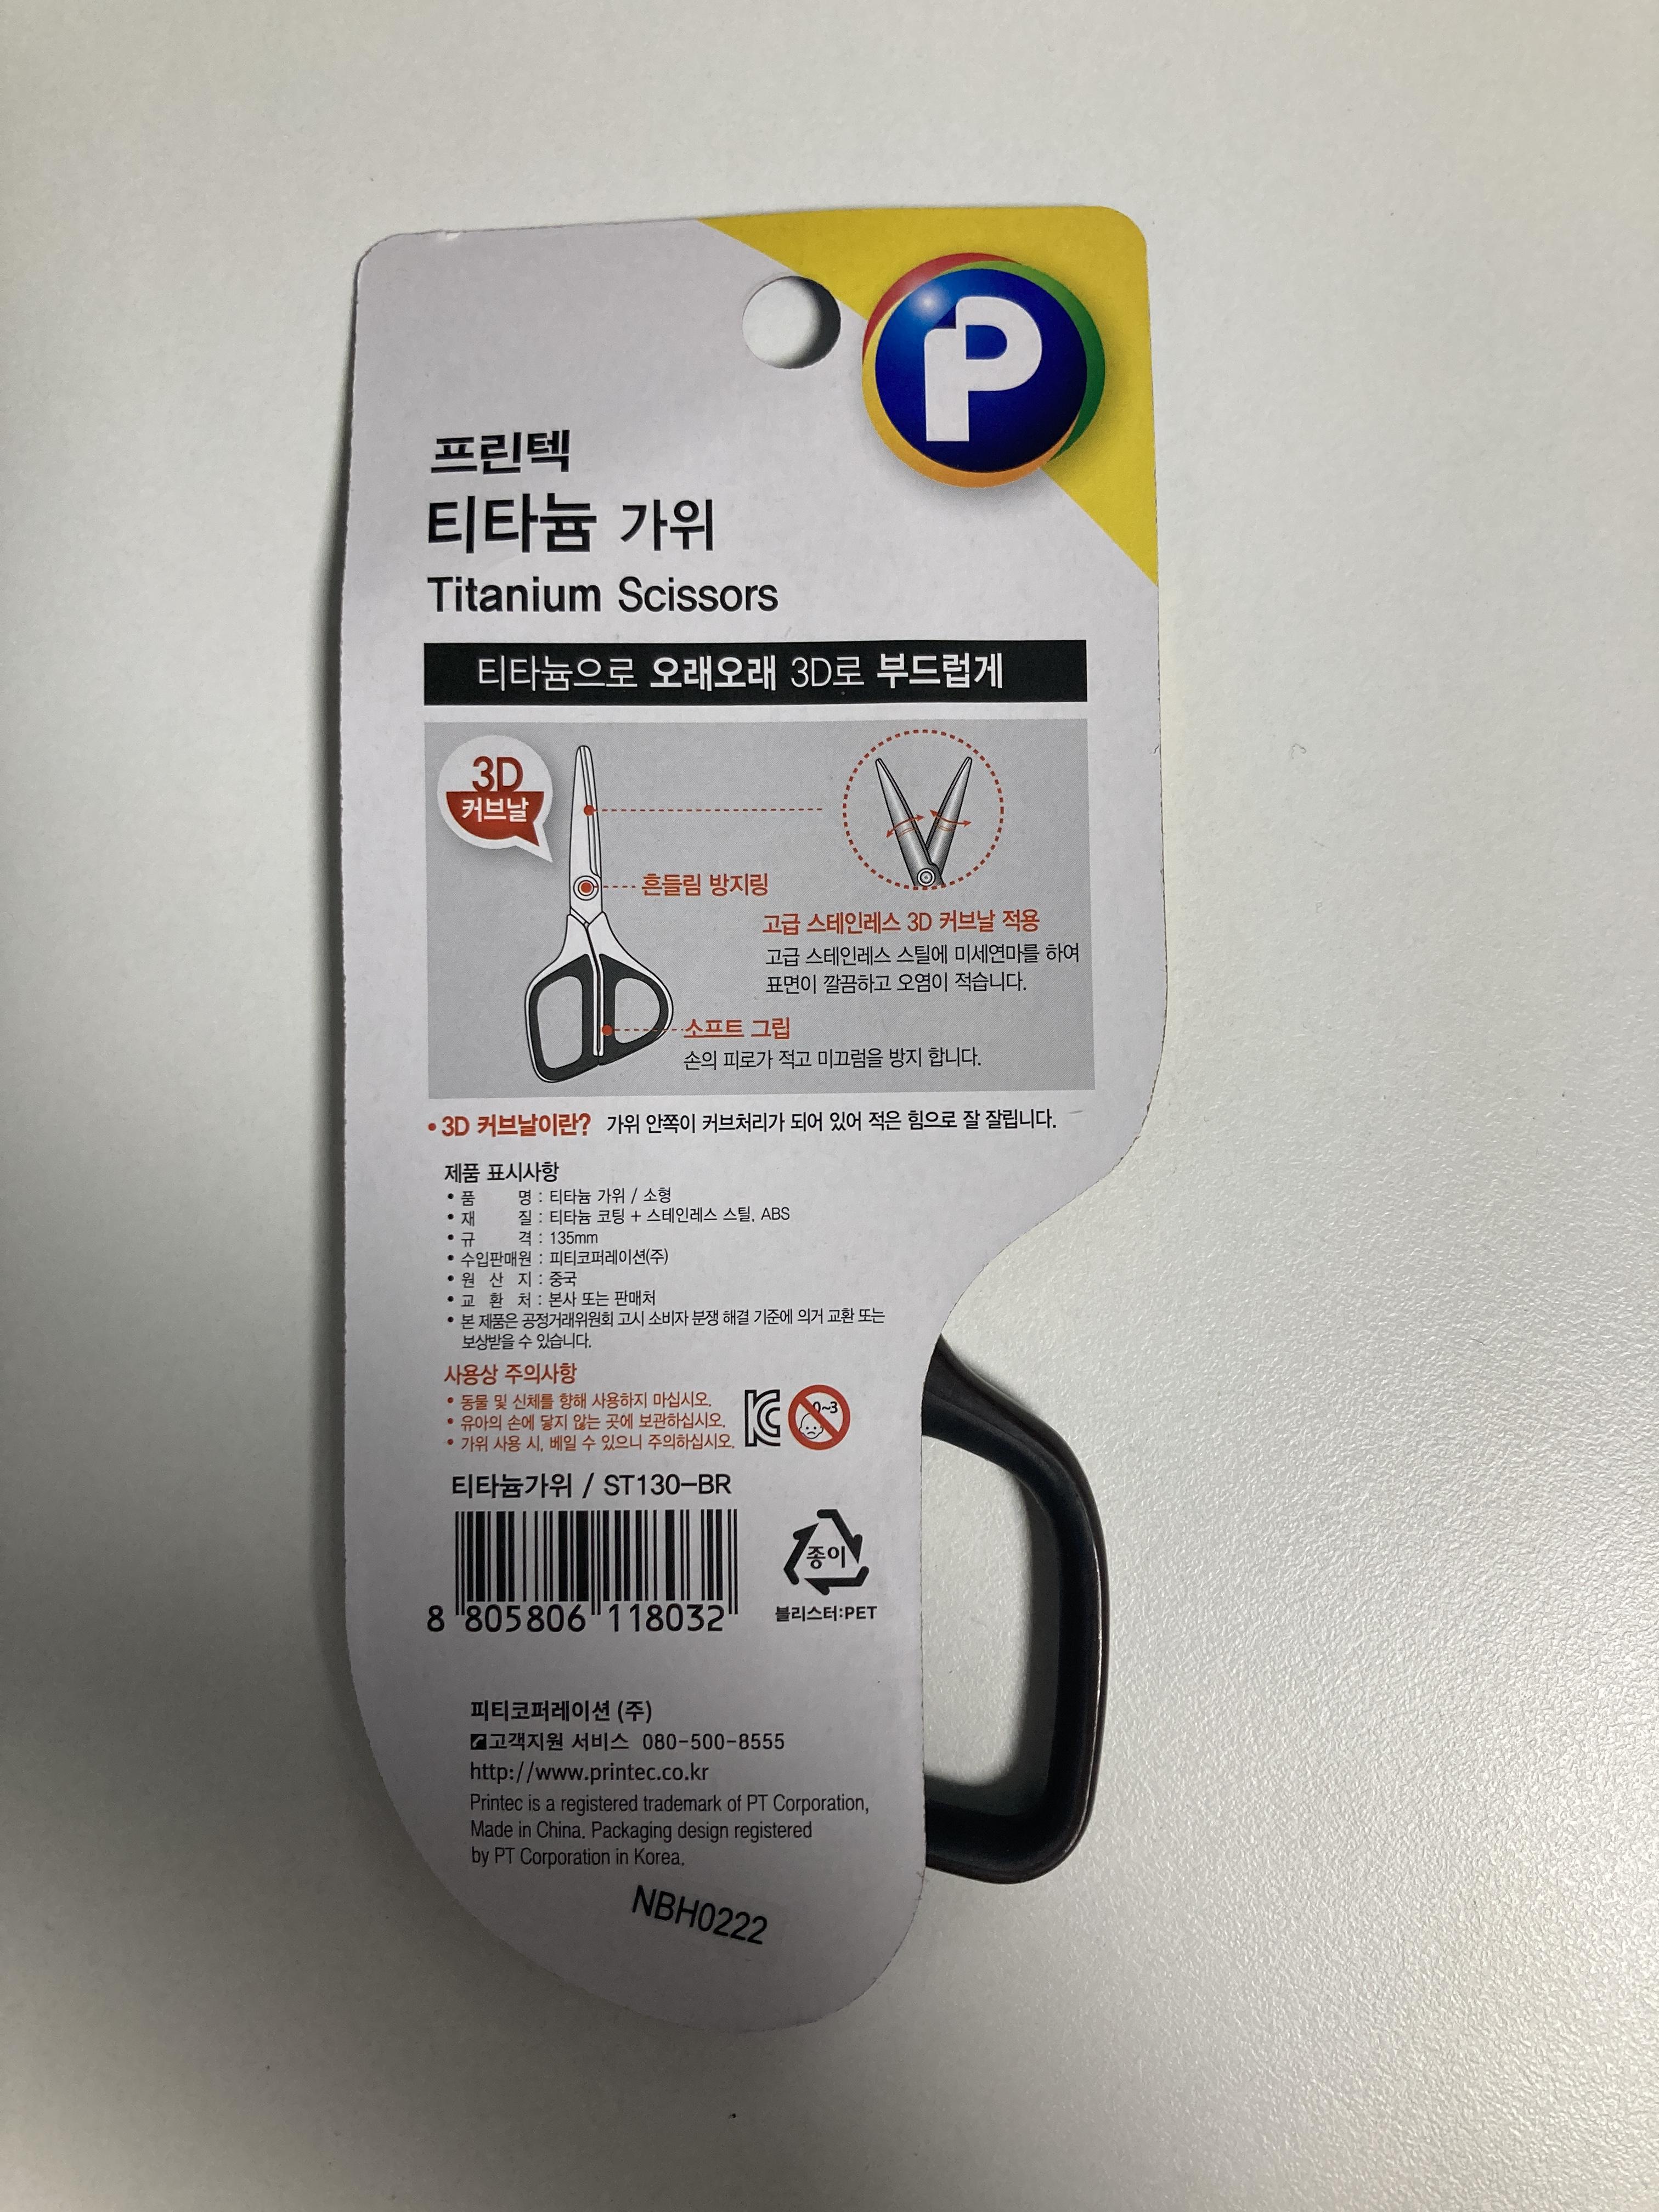 P
프린텍
티타늄 가위
Titanium Scissors
티타늄으로 오래오래 3D로 부드럽게
3D
커브날
흔들림 방지링
고급 스테인레스 3D 커브날 적용
고급 스테인레스 스틸에 미세연마를 하여
표면이 깔끔하고 오염이 적습니다.
소프트 그립
손의 피로가 적고 미끄럼을 방지 합니다.
• 3D 커브날이란? 가위 안쪽이 커브처리가 되어 있어 적은 힘으로 잘 잘립니다.
제품 표시사항
• 품 명 : 티타늄 가위 / 소형
• 재 질 : 티타늄 코팅 + 스테인레스 스틸, ABS
• 규 격 : 135mm
• 수입판매원 : 피티코퍼레이션(주)
• 원 산 지 : 중국
• 교 환 처 : 본사 또는 판매처
• 본 제품은 공정거래위원회 고시 소비자 분쟁 해결 기준에 의거 교환 또는
보상받을 수 있습니다.
사용상 주의사항
• 동물 및 신체를 향해 사용하지 마십시오.
• 유아의 손에 닿지 않는 곳에 보관하십시오.
• 가위 사용 시, 베일 수 있으니 주의하십시오.
KC
0~3
티타늄가위 / ST130-BR
8 805806 118032
종이
블리스터:PET
피티코퍼레이션 (주)
고객지원 서비스 080-500-8555
http://www.printec.co.kr
Printec is a registered trademark of PT Corporation,
Made in China. Packaging design registered
by PT Corporation in Korea.
NBH0222